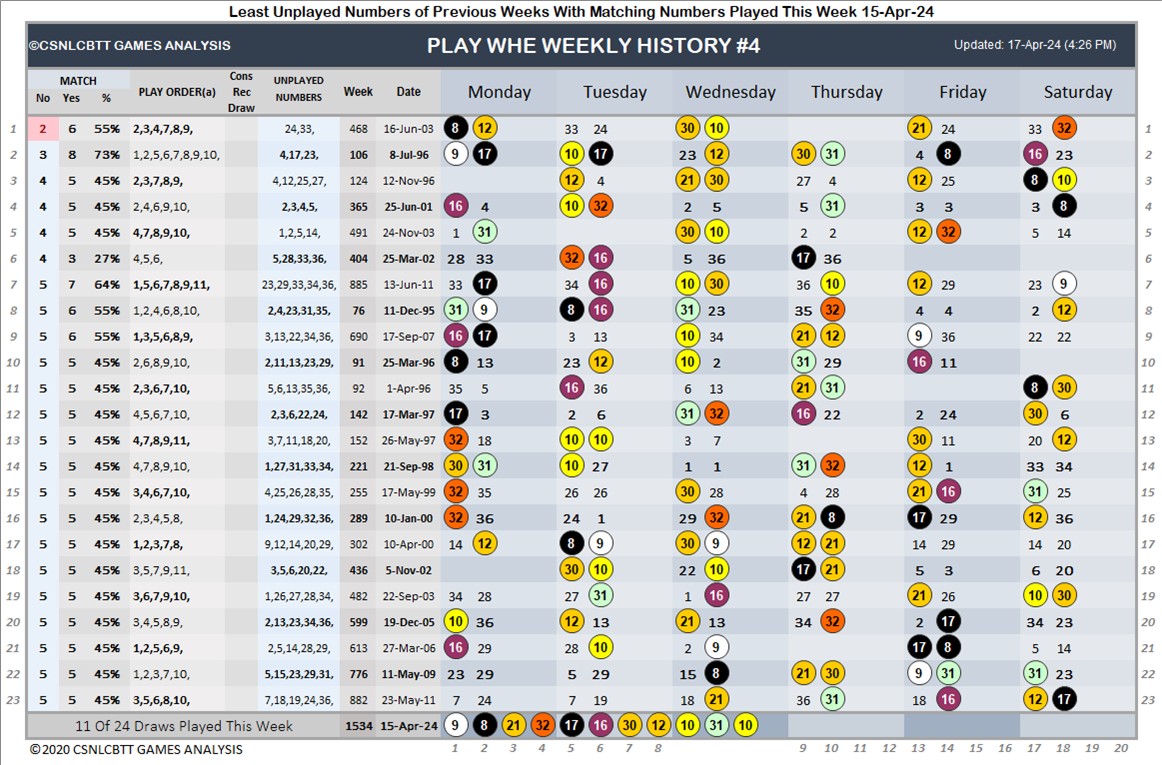 Least Unplayed Numbers of Previous Weeks With Matching Numbers Played This Week 15-Apr-24
©CSNLCBTT GAMES ANALYSIS PLAY WHE WEEKLY HISTORY #4 Updated: 17-Apr-24 (4:26 PM)
MATCH
No Yes % PLAY ORDER(a) Cons Rec Draw UNPLAYED NUMBERS Week Date Monday Tuesday Wednesday Thursday Friday Saturday
1 2 6 55% 2,3,4,7,8,9, 24,33, 468 16-Jun-03 8 12 33 24 30 10 21 24 33 32 1
2 3 8 73% 1,2,5,6,7,8,9,10, 4,17,23, 106 8-Jul-96 9 17 10 17 23 12 30 31 4 8 16 23 2
3 4 5 45% 2,3,7,8,9, 4,12,25,27, 124 12-Nov-96 12 4 21 30 27 4 12 25 8 10 3
4 4 5 45% 2,4,6,9,10, 2,3,4,5, 365 25-Jun-01 16 4 10 32 2 5 5 31 3 3 3 8 4
5 4 5 45% 4,7,8,9,10, 1,2,5,14, 491 24-Nov-03 1 31 30 10 2 2 12 32 5 14 5
6 4 3 27% 4,5,6, 5,28,33,36, 404 25-Mar-02 28 33 32 16 5 36 17 36 6
7 5 7 64% 1,5,6,7,8,9,11, 23,29,33,34,36, 885 13-Jun-11 33 17 34 16 10 30 36 10 12 29 23 9 7
8 5 6 55% 1,2,4,6,8,10, 2,4,23,31,35, 76 11-Dec-95 31 9 8 16 31 23 35 32 4 4 2 12 8
9 5 6 55% 1,3,5,6,8,9, 3,13,22,34,36, 690 17-Sep-07 16 17 3 13 10 34 21 12 9 36 22 22 9
10 5 5 45% 2,6,8,9,10, 2,11,13,23,29, 91 25-Mar-96 8 13 23 12 10 2 31 29 16 11 10
11 5 5 45% 2,3,6,7,10, 5,6,13,35,36, 92 1-Apr-96 35 5 16 36 6 13 21 31 8 30 11
12 5 5 45% 4,5,6,7,10, 2,3,6,22,24, 142 17-Mar-97 17 3 2 6 31 32 16 22 2 24 30 6 12
13 5 5 45% 4,7,8,9,11, 3,7,11,18,20, 152 26-May-97 32 18 10 10 3 7 30 11 20 12 13
14 5 5 45% 4,7,8,9,10, 1,27,31,33,34, 221 21-Sep-98 30 31 10 27 1 1 31 32 12 1 33 34 14
15 5 5 45% 3,4,6,7,10, 4,25,26,28,35, 255 17-May-99 32 35 26 26 30 28 4 28 21 16 31 25 15
16 5 5 45% 2,3,4,5,8, 1,24,29,32,36, 289 10-Jan-00 32 36 24 1 29 32 21 8 17 29 12 36 16
17 5 5 45% 1,2,3,7,8, 9,12,14,20,29, 302 10-Apr-00 14 12 8 9 30 9 12 21 14 29 14 20 17
18 5 5 45% 3,5,7,9,11, 3,5,6,20,22, 436 5-Nov-02 30 10 22 10 17 21 5 3 6 20 18
19 5 5 45% 3,6,7,9,10, 1,26,27,28,34, 482 22-Sep-03 34 28 27 31 1 16 27 27 21 26 10 30 19
20 5 5 45% 3,4,5,8,9, 2,13,23,34,36, 599 19-Dec-05 10 36 12 13 21 13 34 32 2 17 34 23 20
21 5 5 45% 1,2,5,6,9, 2,5,14,28,29, 613 27-Mar-06 16 29 28 10 2 9 17 8 5 14 21
22 5 5 45% 1,2,3,7,10, 5,15,23,29,31, 776 11-May-09 23 29 5 29 15 8 21 30 9 31 31 23 22
23 5 5 45% 3,5,6,8,10, 7,18,19,24,36, 882 23-May-11 7 24 7 19 18 21 36 31 18 16 12 17 23
11 Of 24 Draws Played This Week 1534 15-Apr-24 9 8 21 32 17 16 30 12 10 31 10
© 2020 CSNLCBTT GAMES ANALYSIS 1 2 3 4 5 6 7 8 9 10 11 12 13 14 15 16 17 18 19 20